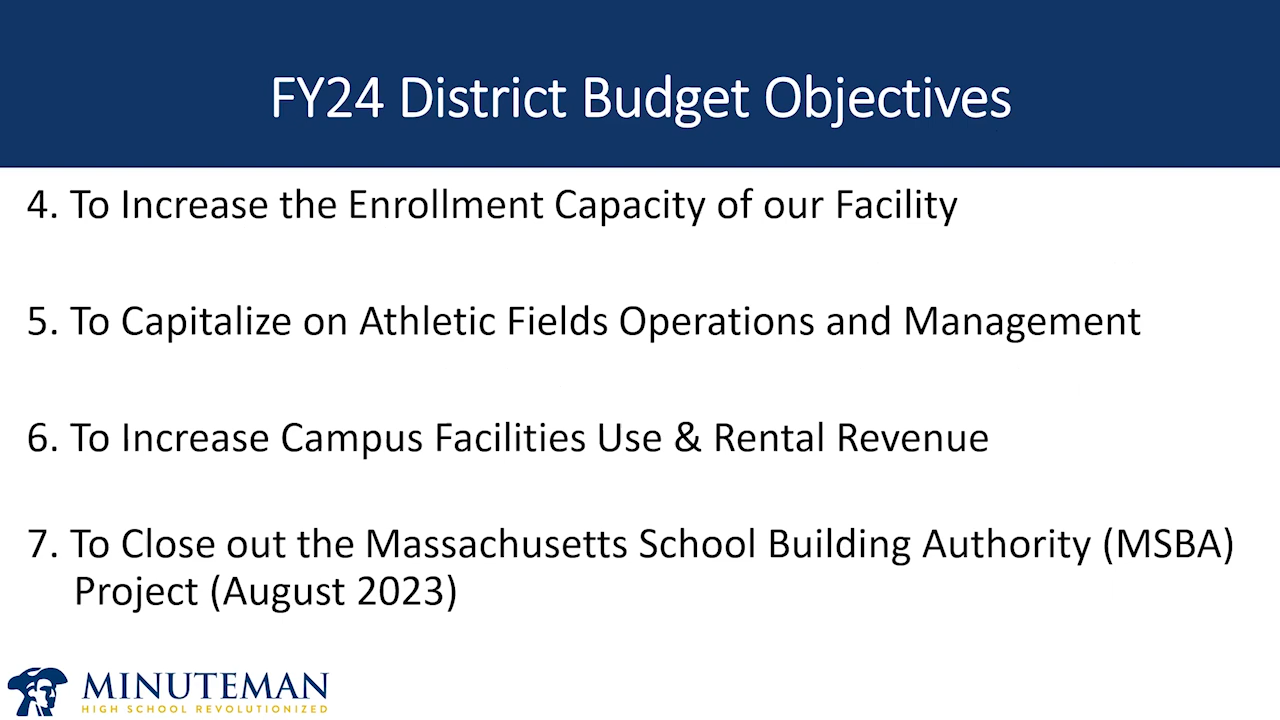 FY24 District Budget Objectives
4. To Increase the Enrollment Capacity of our Facility
5. To Capitalize on Athletic Fields Operations and Management
6. To Increase Campus Facilities Use & Rental Revenue
7. To Close out the Massachusetts School Building Authority (MSBA)
Project (August 2023)
MINUTEMAN
HIGH SCHOOL REVOLUTIONIZED